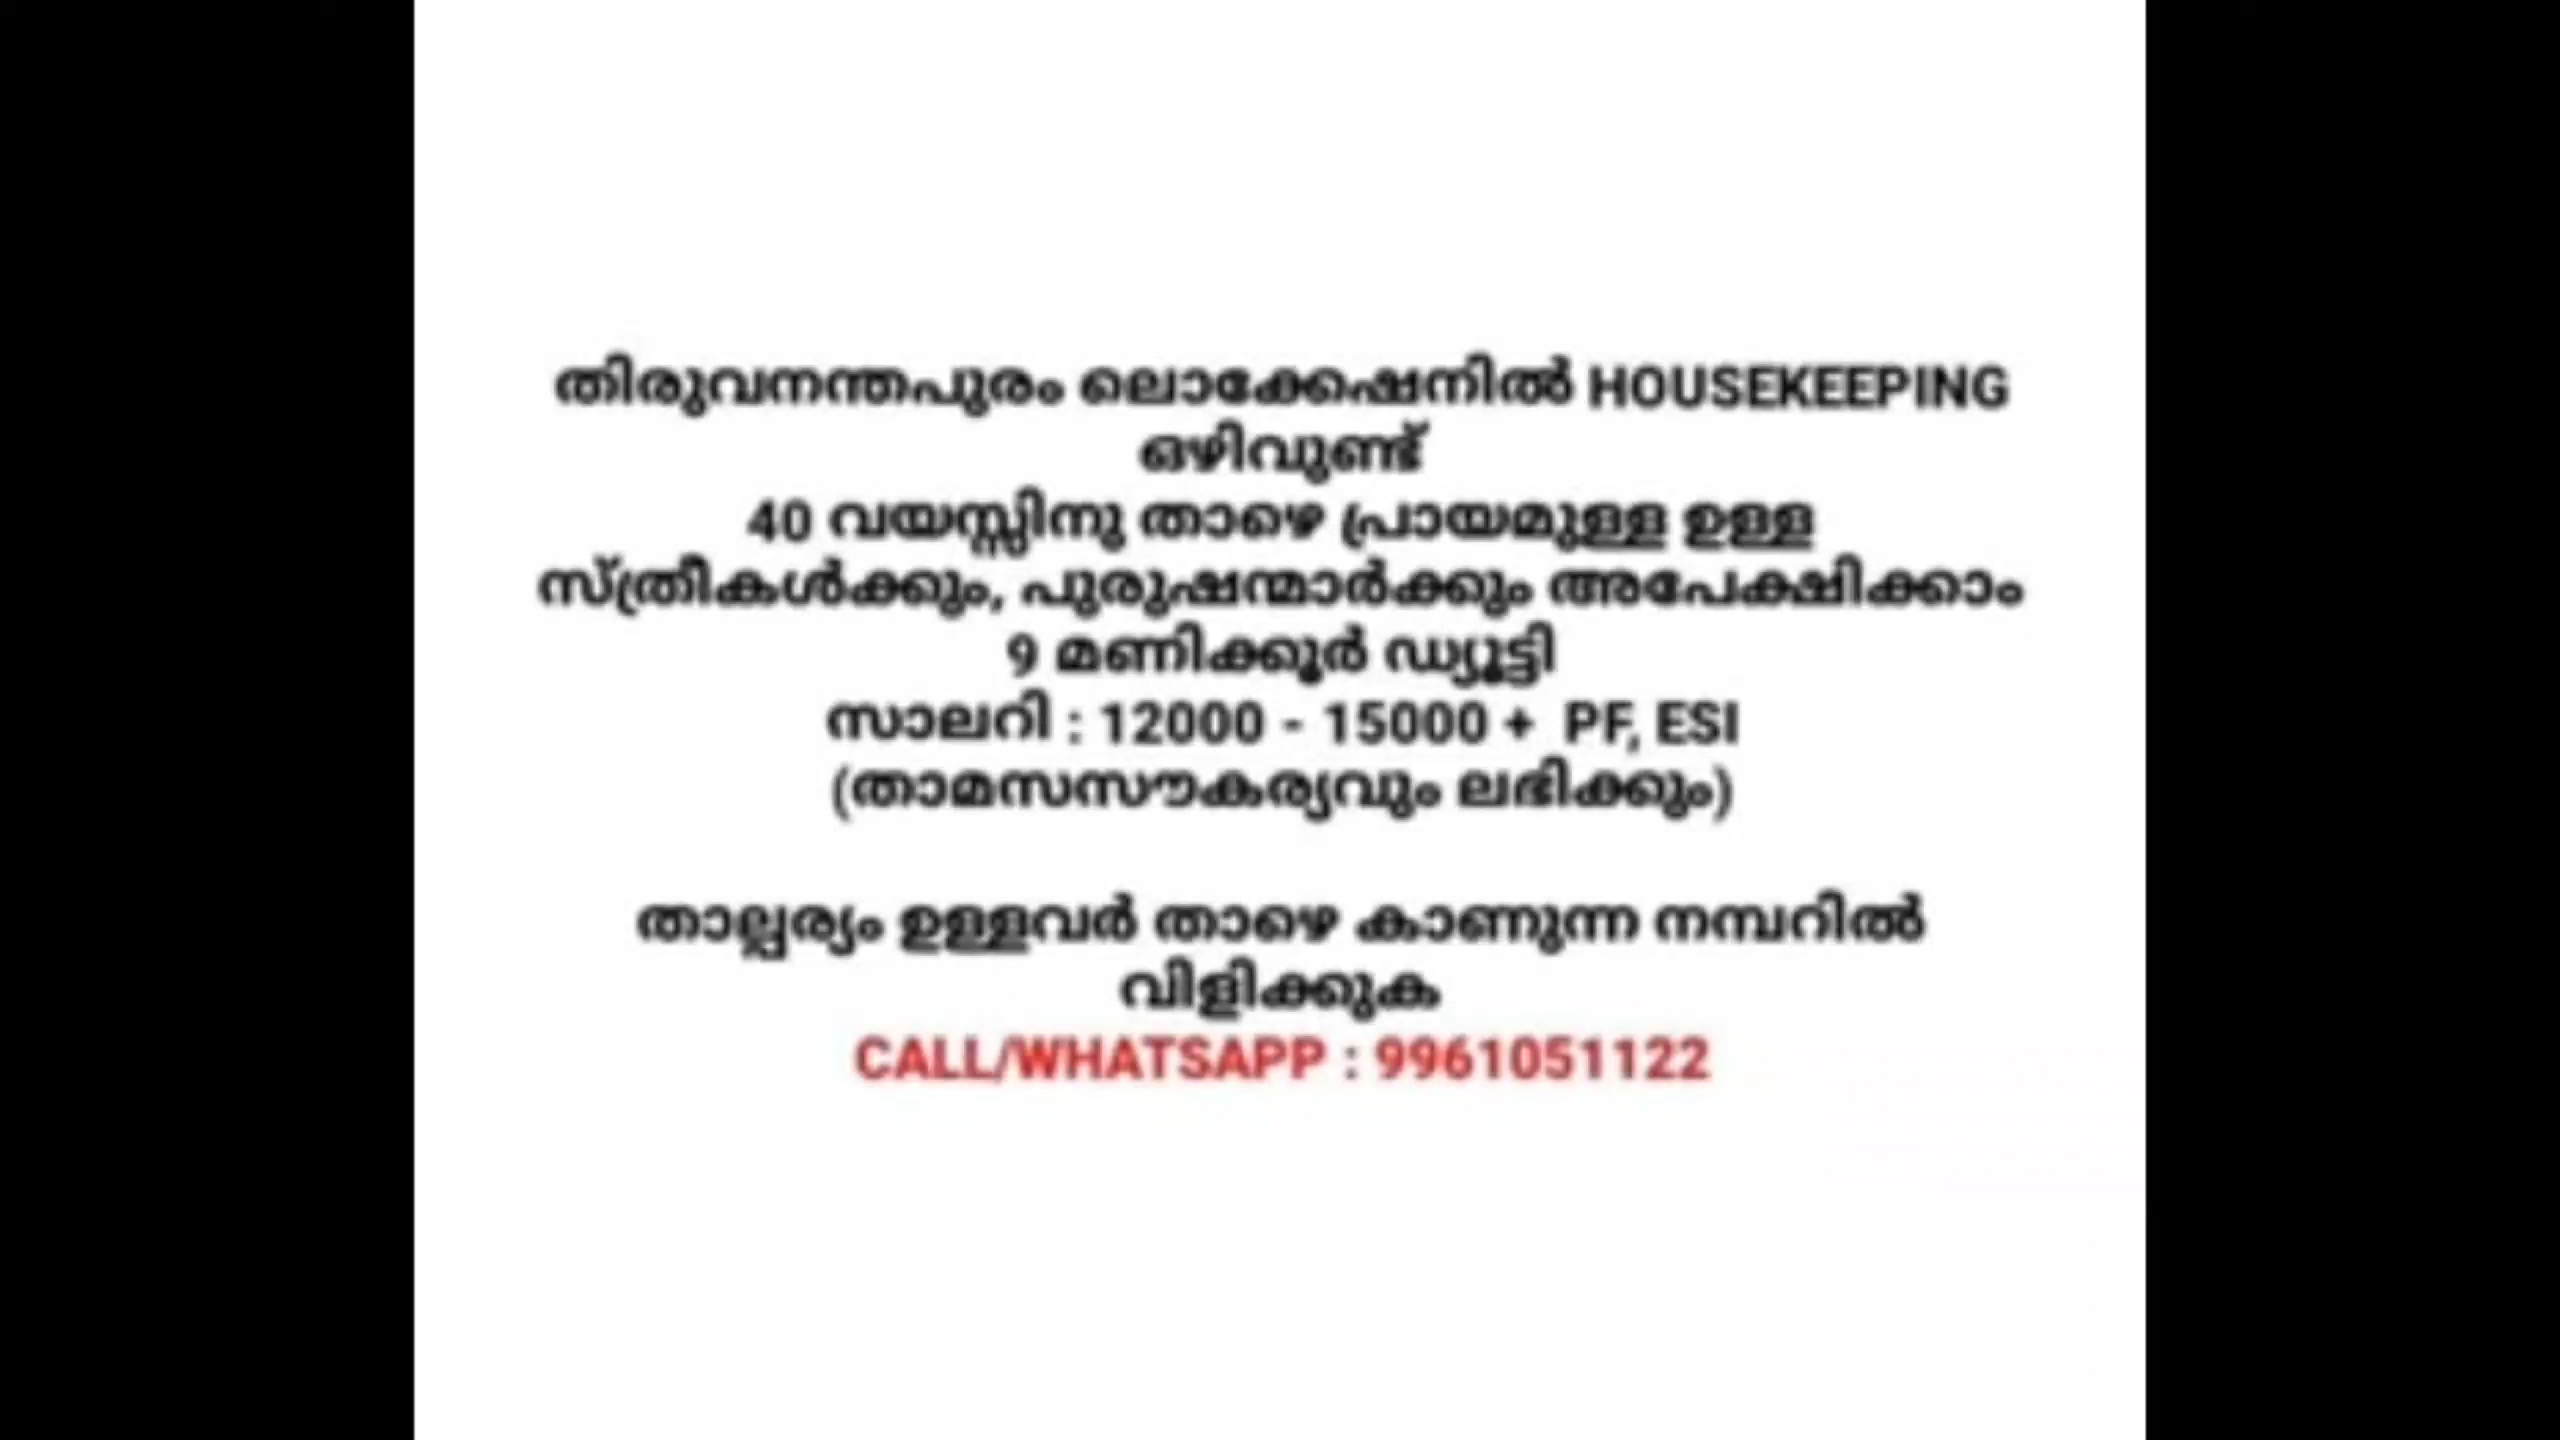 തിരുവനന്തപുരം ലൊക്കേഷനിൽ HOUSEKEEPING
ഒഴിവുണ്ട്
40 വയസ്സിനു താഴെ പ്രായമുള്ള ഉള്ള
സ്ത്രീകൾക്കും, പുരുഷന്മാർക്കും അപേക്ഷിക്കാം
9 മണിക്കൂർ ഡ്യൂട്ടി
സാലറി : 12000 - 15000 + PF, ESI
(താമസസൗകര്യവും ലഭിക്കും)
താല്പര്യം ഉള്ളവർ താഴെ കാണുന്ന നമ്പറിൽ
വിളിക്കുക
CALL/WHATSAPP : 9961051122